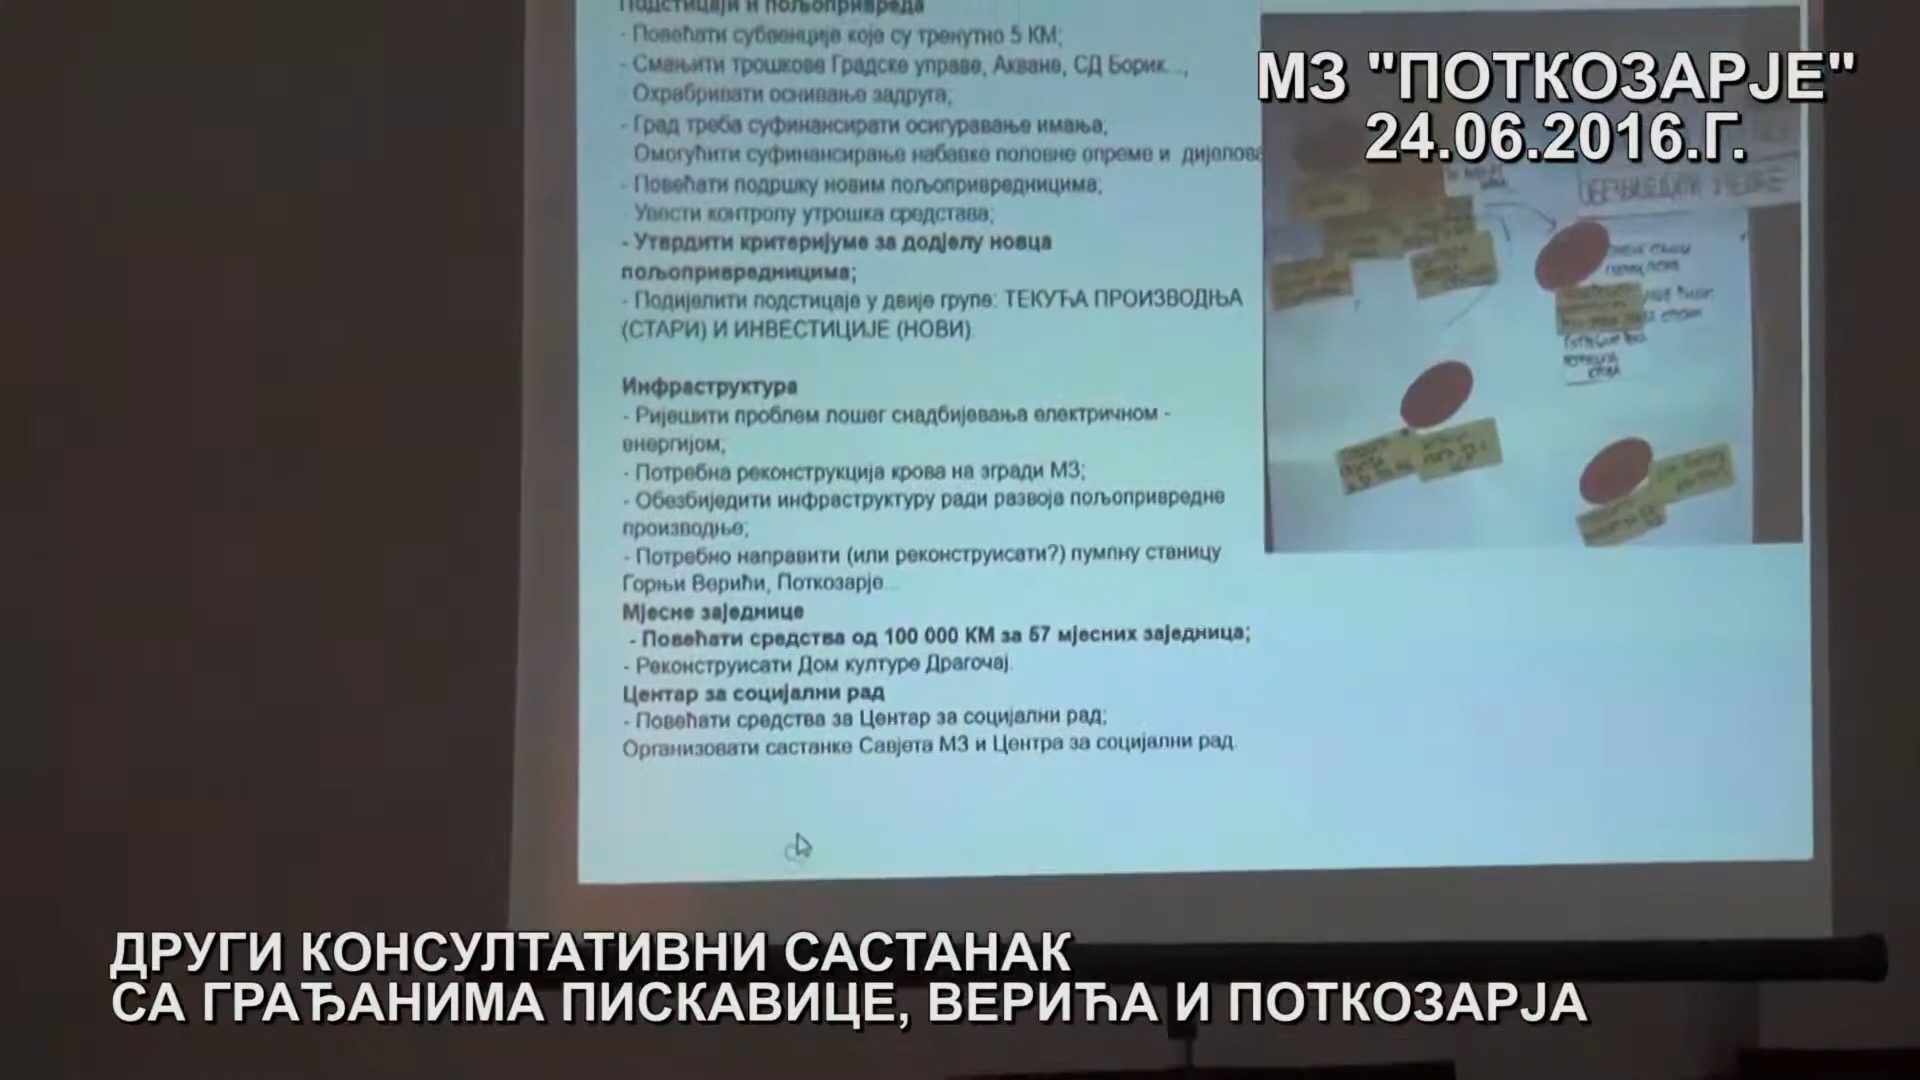 Подстицаји и пољопривреда
- Повећати субвенције које су тренутно 5 КМ;
- Смањити трошкове Градске управе, Акване, СД Борик...,
Охрабривати оснивање задруга;
- Град треба суфинансирати осигуравање имања;
Омогућити суфинансирање набавке половне опреме и дијелова
- Повећати подршку новим пољопривредницима;
Увести контролу утрошка средстава;
- Утврдити критеријуме за додјелу новца
пољопривредницима;
- Подијелити подстицаје у двије групе: ТЕКУЋА ПРОИЗВОДЊА
(СТАРИ) И ИНВЕСТИЦИЈЕ (НОВИ).
Инфраструктура
- Ријешити проблем лошег снадбијевања електричном -
енергијом;
- Потребна реконструкција крова на згради МЗ;
- Обезбиједити инфраструктуру ради развоја пољопривредне
производње;
- Потребно направити (или реконструисати?) пумпну станицу
Горњи Верићи, Поткозарје...
Мјесне заједнице
- Повећати средства од 100 000 КМ за 57 мјесних заједница;
- Реконструисати Дом културе Драгочај.
Центар за социјални рад
- Повећати средства за Центар за социјални рад;
Организовати састанке Савјета МЗ и Центра за социјални рад.
МЗ "ПОТКОЗАРЈЕ"
24.06.2016.Г.
ДРУГИ КОНСУЛТАТИВНИ САСТАНАК
СА ГРАЂАНИМА ПИСКАВИЦЕ, ВЕРИЋА И ПОТКОЗАРЈА